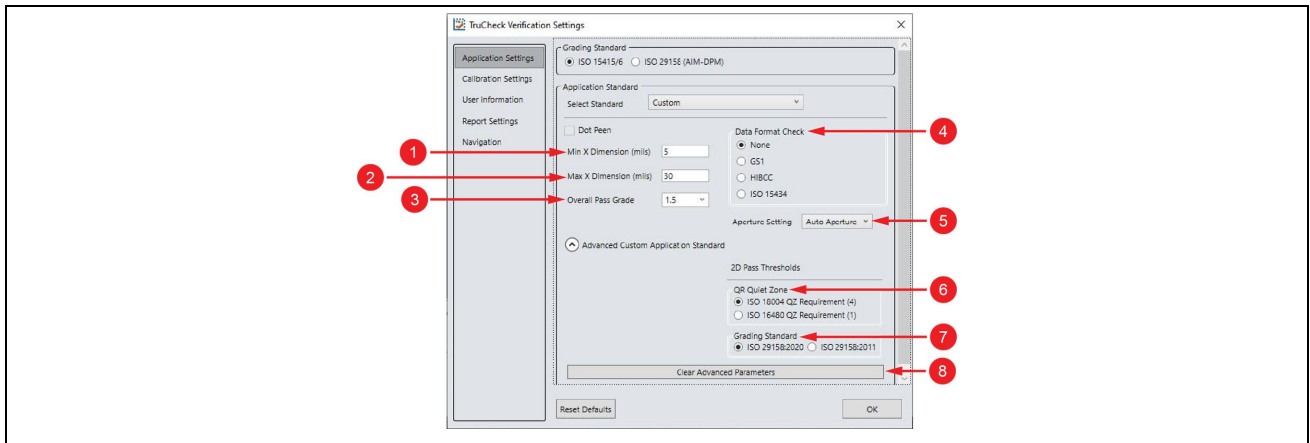 TruCheck Verification Settings
Application Settings
Calibration Settings
User Information
Report Settings
Navigation
Grading Standard
ISO 15415/6 ISO 29158 (AIM-DPM)
Application Standard
Select Standard Custom
Dot Peen
Min X Dimension (mils) 5
Max X Dimension (mils) 30
Overall Pass Grade 1.5
Data Format Check
None
GS1
HIBCC
ISO 15434
Aperture Setting Auto Aperture
Advanced Custom Application Standard
2D Pass Thresholds
QR Quiet Zone
ISO 18004 QZ Requirement (4)
ISO 16480 QZ Requirement (1)
Grading Standard
ISO 29158:2020 ISO 29158:2011
Clear Advanced Parameters
Reset Defaults OK
1
2
3
4
5
6
7
8